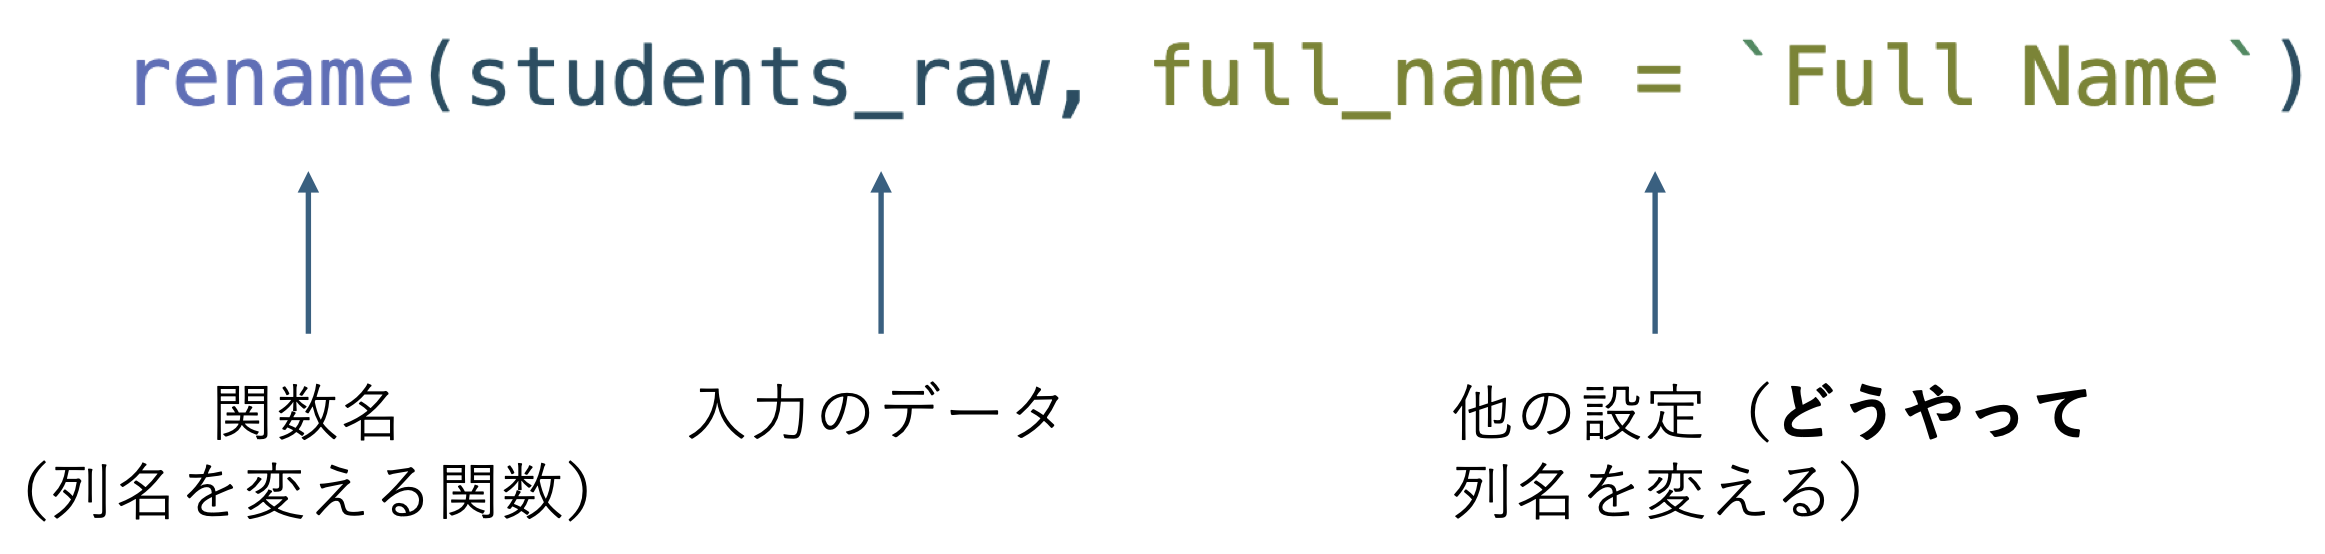 rename(students_raw, full_name = `Full Name`)
関数名
（列名を変える関数）
入力のデータ
他の設定（どうやって
列名を変える）